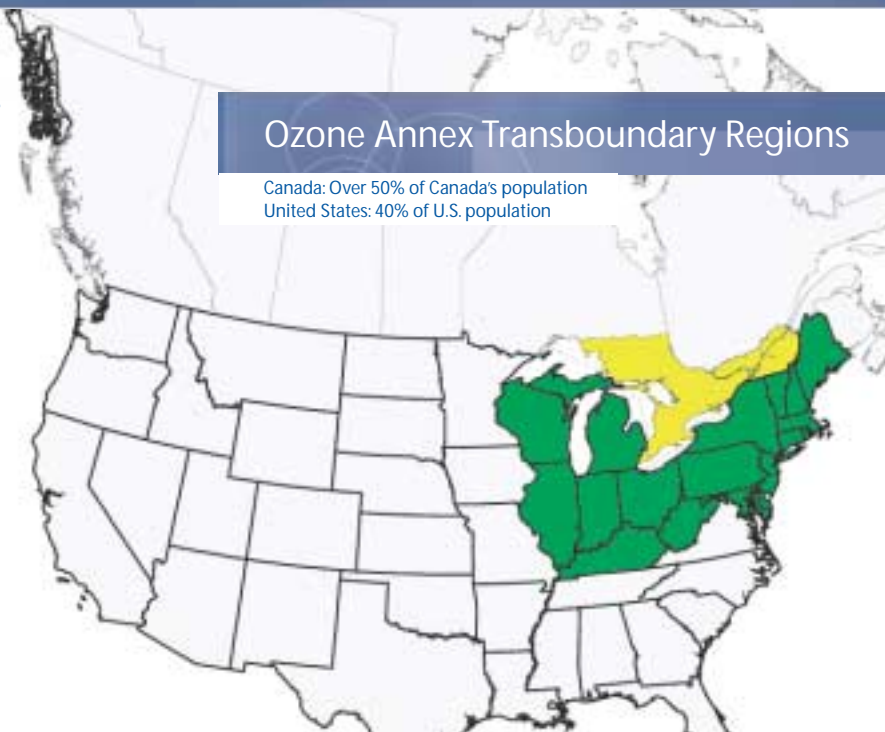 Ozone Annex Transboundary Regions
Canada: Over 50% of Canada's population
United States: 40% of U.S. population